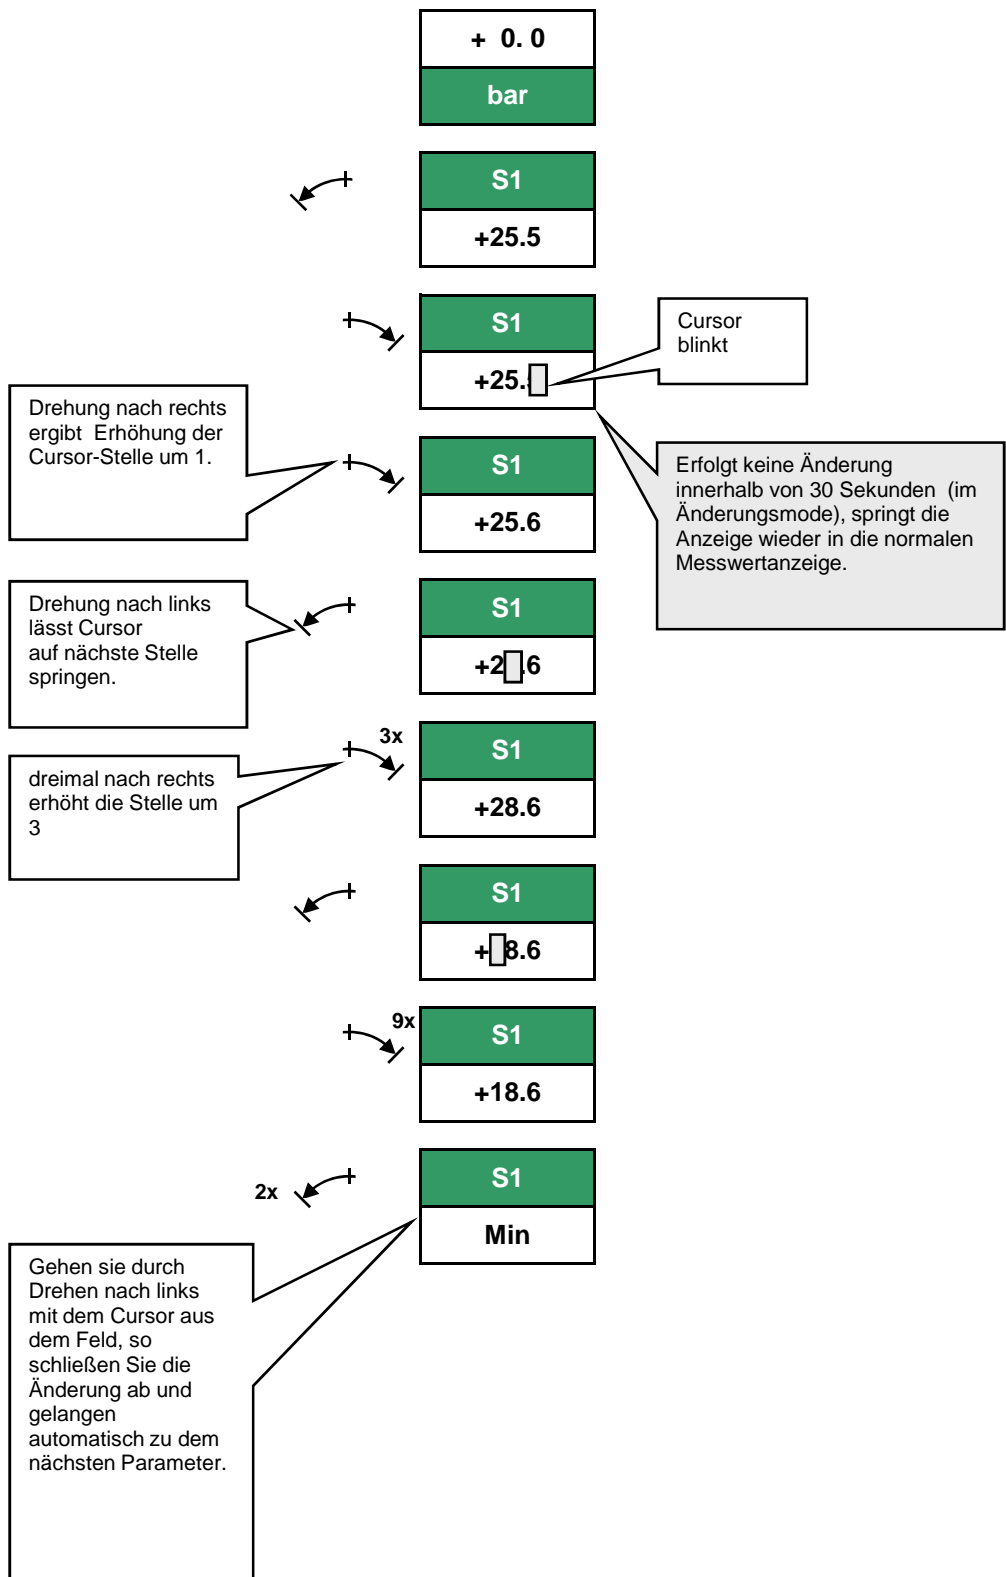 + 0. 0
bar
S1
+25.5
S1
+25.
Cursor
blinkt
Drehung nach rechts
ergibt Erhöhung der
Cursor-Stelle um 1.
Erfolgt keine Änderung
innerhalb von 30 Sekunden (im
Änderungsmode), springt die
Anzeige wieder in die normalen
Messwertanzeige.
S1
+25.6
Drehung nach links
lässt Cursor
auf nächste Stelle
springen.
S1
+2 .6
dreimal nach rechts
erhöht die Stelle um
3
3x
S1
+28.6
S1
+ 8.6
9x
S1
+18.6
2x
S1
Min
Gehen sie durch
Drehen nach links
mit dem Cursor aus
dem Feld, so
schließen Sie die
Änderung ab und
gelangen
automatisch zu dem
nächsten Parameter.